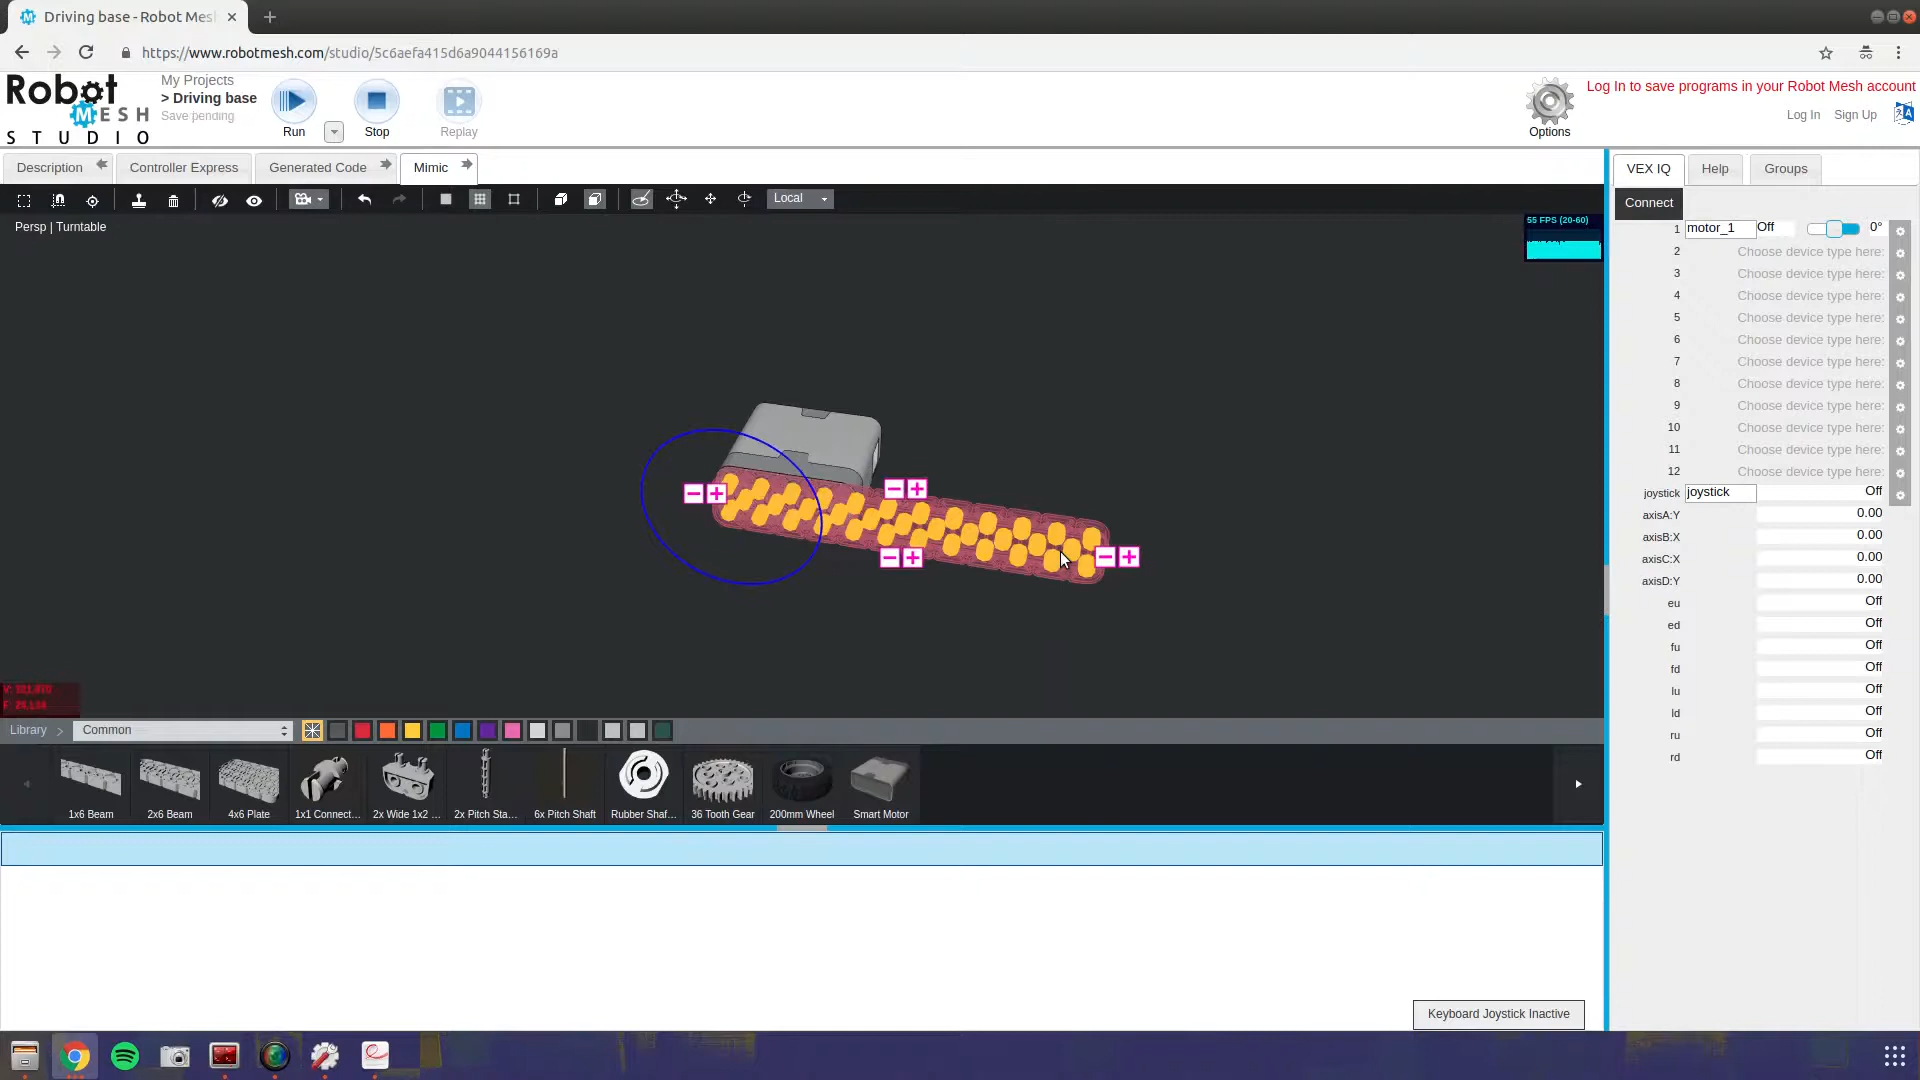 Driving base - Robot Mes
https://www.robotmesh.com/studio/5c6aefa415d6a9044156169a
Robot
MESH
STUDIO
My Projects
> Driving base
Save pending
Run
Stop
Replay
Options
Log In to save programs in your Robot Mesh account
Log In
Sign Up
Description
Controller Express
Generated Code
Mimic
VEX IQ
Help
Groups
Local
Connect
Persp | Turntable
55 FPS (20-60)
1 motor_1 Off 0°
2 Choose device type here:
3 Choose device type here:
4 Choose device type here:
5 Choose device type here:
6 Choose device type here:
7 Choose device type here:
8 Choose device type here:
9 Choose device type here:
10 Choose device type here:
11 Choose device type here:
12 Choose device type here:
joystick joystick Off
axisA:Y 0.00
axisB:X 0.00
axisC:X 0.00
axisD:Y 0.00
eu Off
ed Off
fu Off
fd Off
lu Off
ld Off
ru Off
rd Off
Library > Common
1x6 Beam
2x6 Beam
4x6 Plate
1x1 Connect...
2x Wide 1x2 ...
2x Pitch Sta...
6x Pitch Shaft
Rubber Shaf...
36 Tooth Gear
200mm Wheel
Smart Motor
Keyboard Joystick Inactive